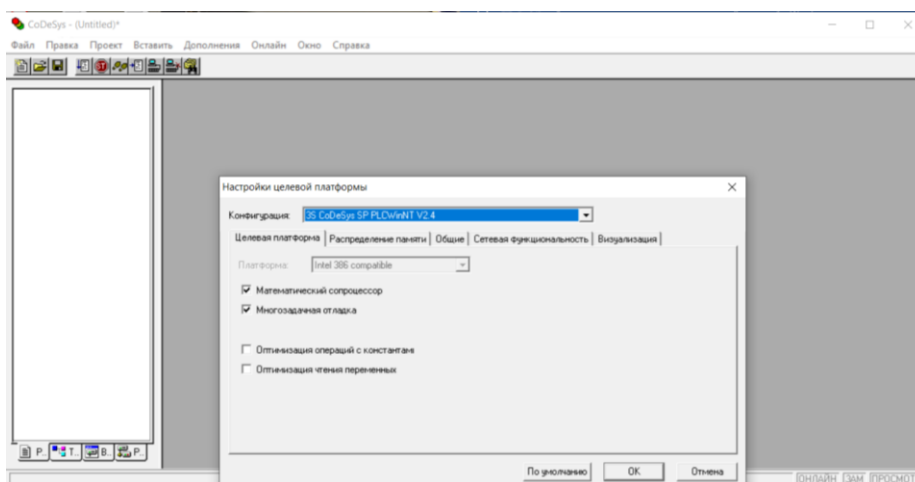 CoDeSys - (Untitled)*
Файл Правка Проект Вставить Дополнения Онлайн Окно Справка
Настройки целевой платформы
Конфигурация: 3S CoDeSys SP PLCWinNT V2.4
Целевая платформа Распределение памяти Общие Сетевая функциональность Визуализация
Платформа: Intel 386 compatible
Математический сопроцессор
Многозадачная отладка
Оптимизация операций с константам
Оптимизация чтения переменных
P.. T.. B.. P..
По умолчанию OK Отмена
ОНЛАЙН ЗАМ ПРОСМОТ